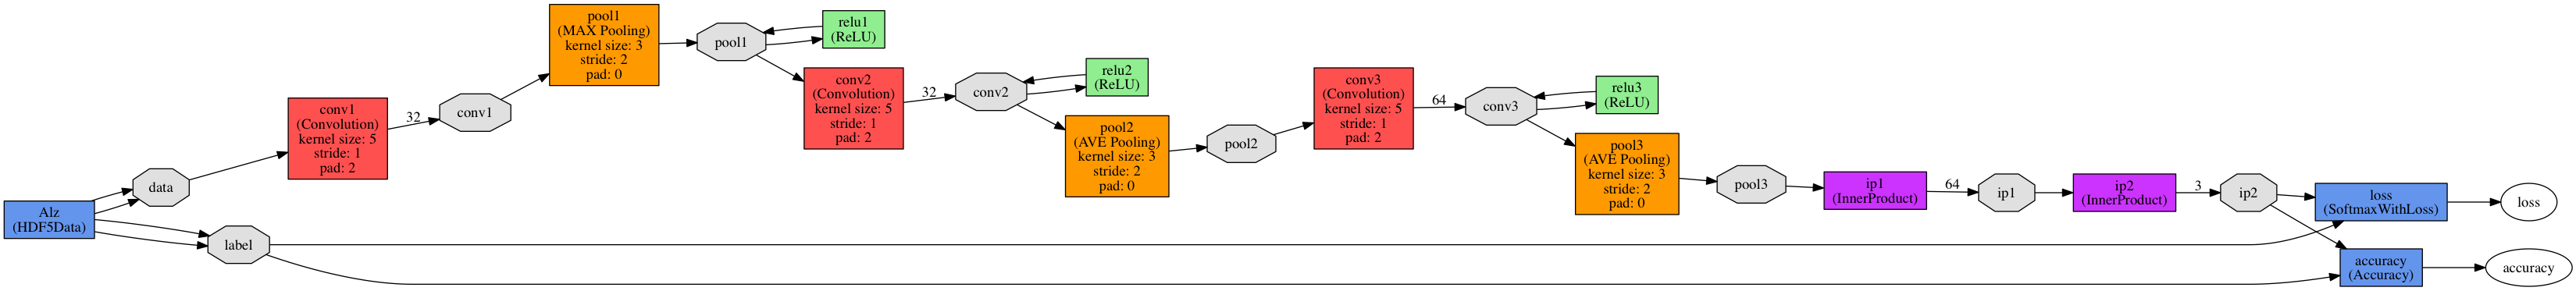 Alz
(HDF5Data)
data
label
conv1
(Convolution)
kernel size: 5
stride: 1
pad: 2
32
conv1
pool1
(MAX Pooling)
kernel size: 3
stride: 2
pad: 0
pool1
relu1
(ReLU)
conv2
(Convolution)
kernel size: 5
stride: 1
pad: 2
32
conv2
relu2
(ReLU)
pool2
(AVE Pooling)
kernel size: 3
stride: 2
pad: 0
pool2
conv3
(Convolution)
kernel size: 5
stride: 1
pad: 2
64
conv3
relu3
(ReLU)
pool3
(AVE Pooling)
kernel size: 3
stride: 2
pad: 0
pool3
ip1
(InnerProduct)
64
ip1
ip2
(InnerProduct)
3
ip2
loss
(SoftmaxWithLoss)
loss
accuracy
(Accuracy)
accuracy